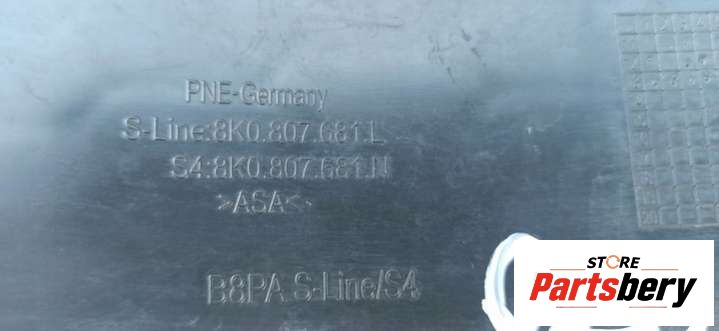 PNE-Germany
S-Line:8K0.807.681.L
S4:8K0.807.681.N
>ASA<
B8PA S-Line/S4
STORE
Partsbery